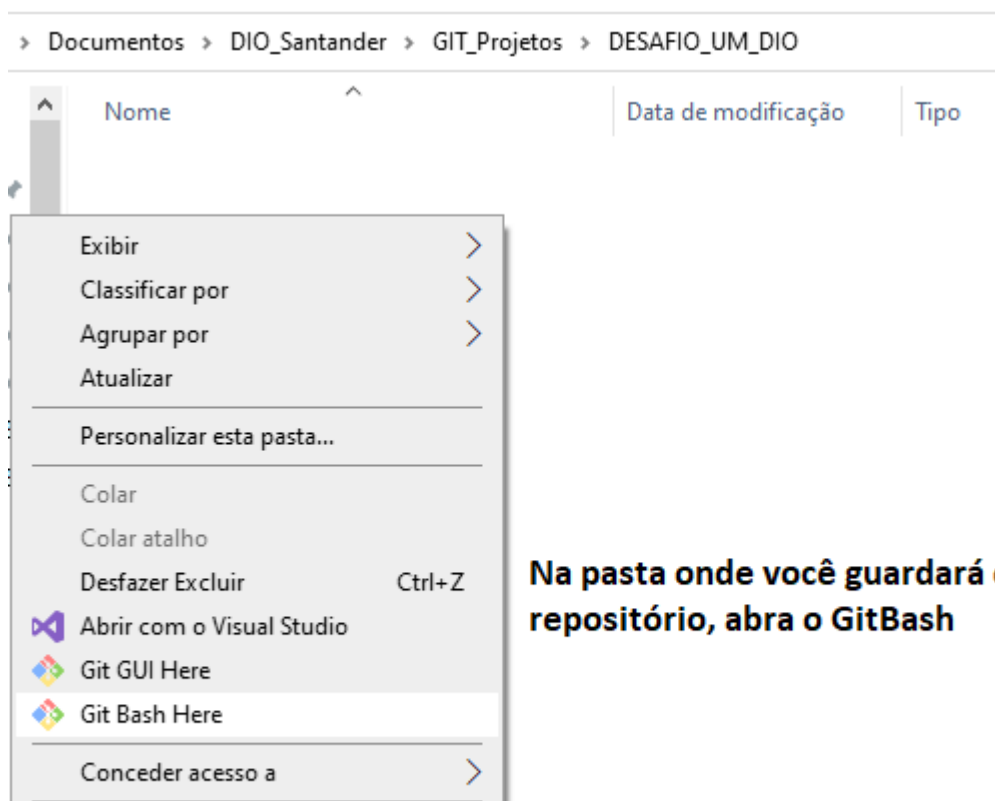 Documentos > DIO_Santander > GIT_Projetos > DESAFIO_UM_DIO
Nome Data de modificação Tipo
Exibir
Classificar por
Agrupar por
Atualizar
Personalizar esta pasta...
Colar
Colar atalho
Desfazer Excluir Ctrl+Z
Abrir com o Visual Studio
Git GUI Here
Git Bash Here
Conceder acesso a
Na pasta onde você guardará
repositório, abra o GitBash